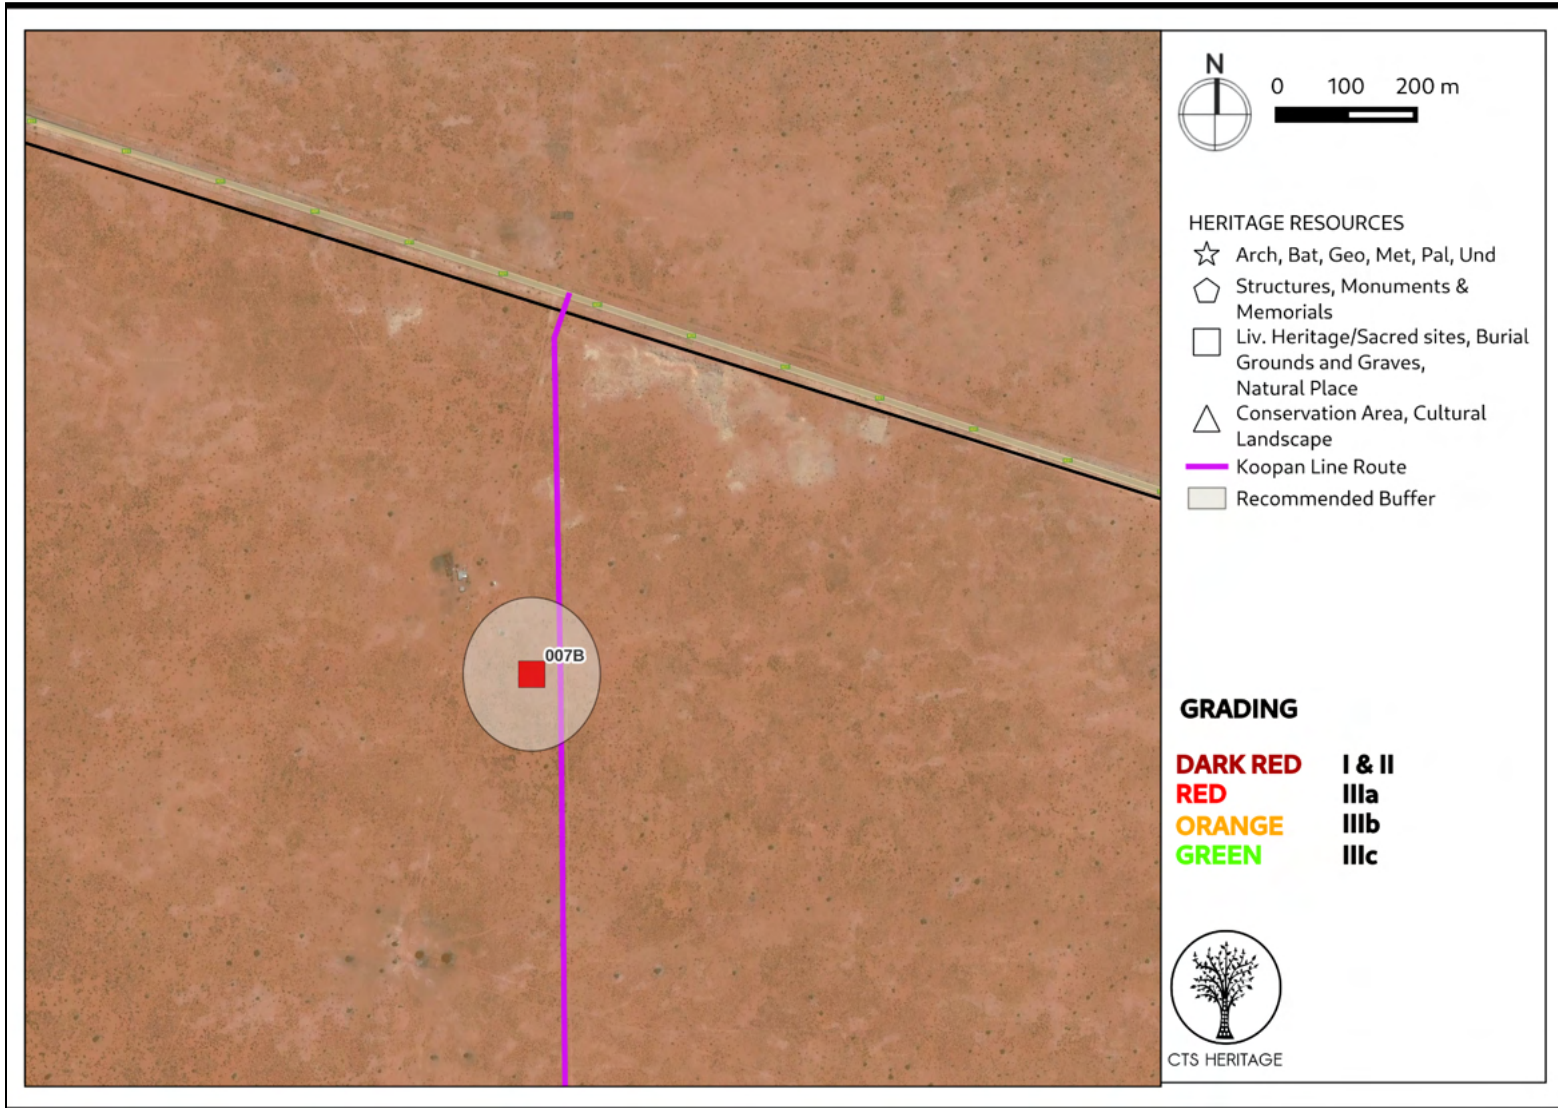 007B
N
0 100 200 m
HERITAGE RESOURCES
Arch, Bat, Geo, Met, Pal, Und
Structures, Monuments &
Memorials
Liv. Heritage/Sacred sites, Burial
Grounds and Graves,
Natural Place
Conservation Area, Cultural
Landscape
Koopan Line Route
Recommended Buffer
GRADING
DARK RED I & II
RED IIIa
ORANGE IIIb
GREEN IIIc
CTS HERITAGE